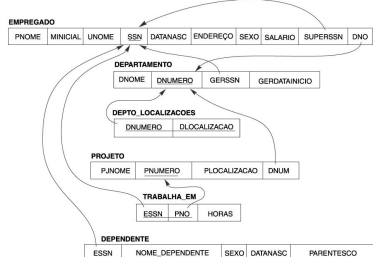 EMPREGADO
PNOME MINICIAL UNOME SSN DATANASC ENDEREÇO SEXO SALARIO SUPERSSN DNO
DEPARTAMENTO
DNOME DNUMERO GERSSN GERDATAINICIO
DEPTO_LOCALIZACOES
DNUMERO DLOCALIZACAO
PROJETO
PJNOME PNUMERO PLOCALIZACAO DNUM
TRABALHA_EM
ESSN PNO HORAS
DEPENDENTE
ESSN NOME_DEPENDENTE SEXO DATANASC PARENTESCO